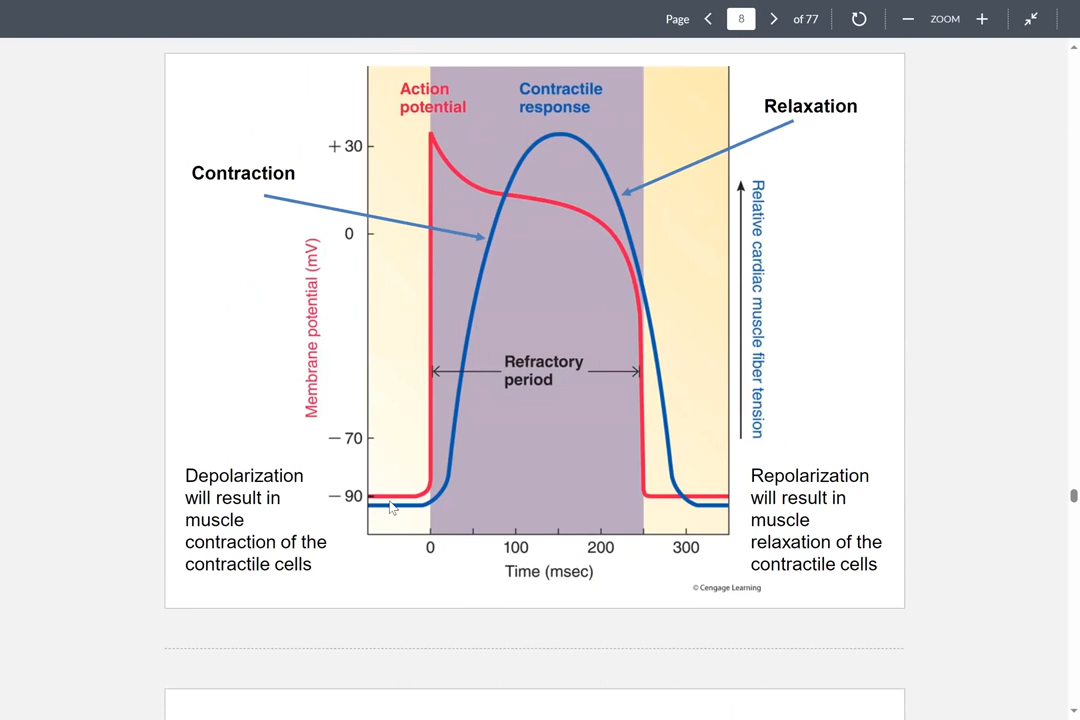 Page 8 of 77 ZOOM
Action
potential
Contractile
response
Relaxation
+30
Contraction
0
Membrane potential (mV)
Relative cardiac muscle fiber tension
Refractory
period
−70
−90
Depolarization
will result in
muscle
contraction of the
contractile cells
Repolarization
will result in
muscle
relaxation of the
contractile cells
0 100 200 300
Time (msec)
© Cengage Learning